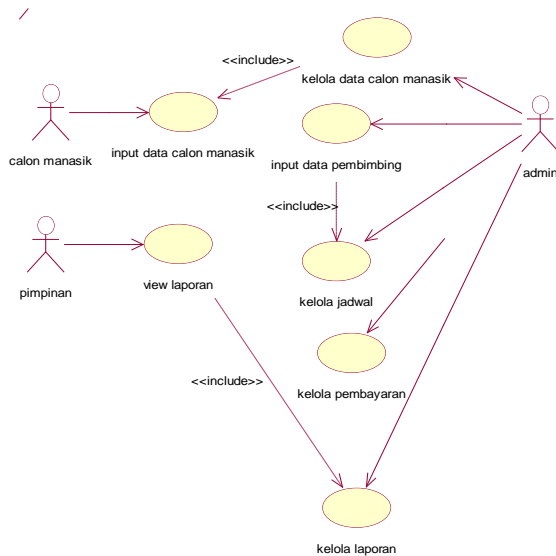 <<include>>
kelola data calon manasik
calon manasik
input data calon manasik
input data pembimbing
admin
<<include>>
pimpinan
view laporan
kelola jadwal
<<include>>
kelola pembayaran
kelola laporan